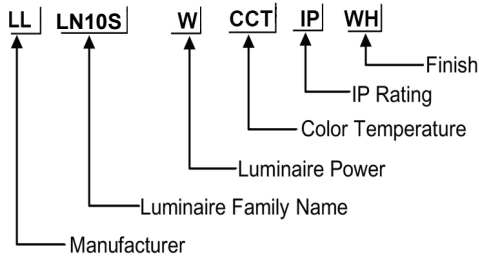 LL LN10S W CCT IP WH
Finish
IP Rating
Color Temperature
Luminaire Power
Luminaire Family Name
Manufacturer